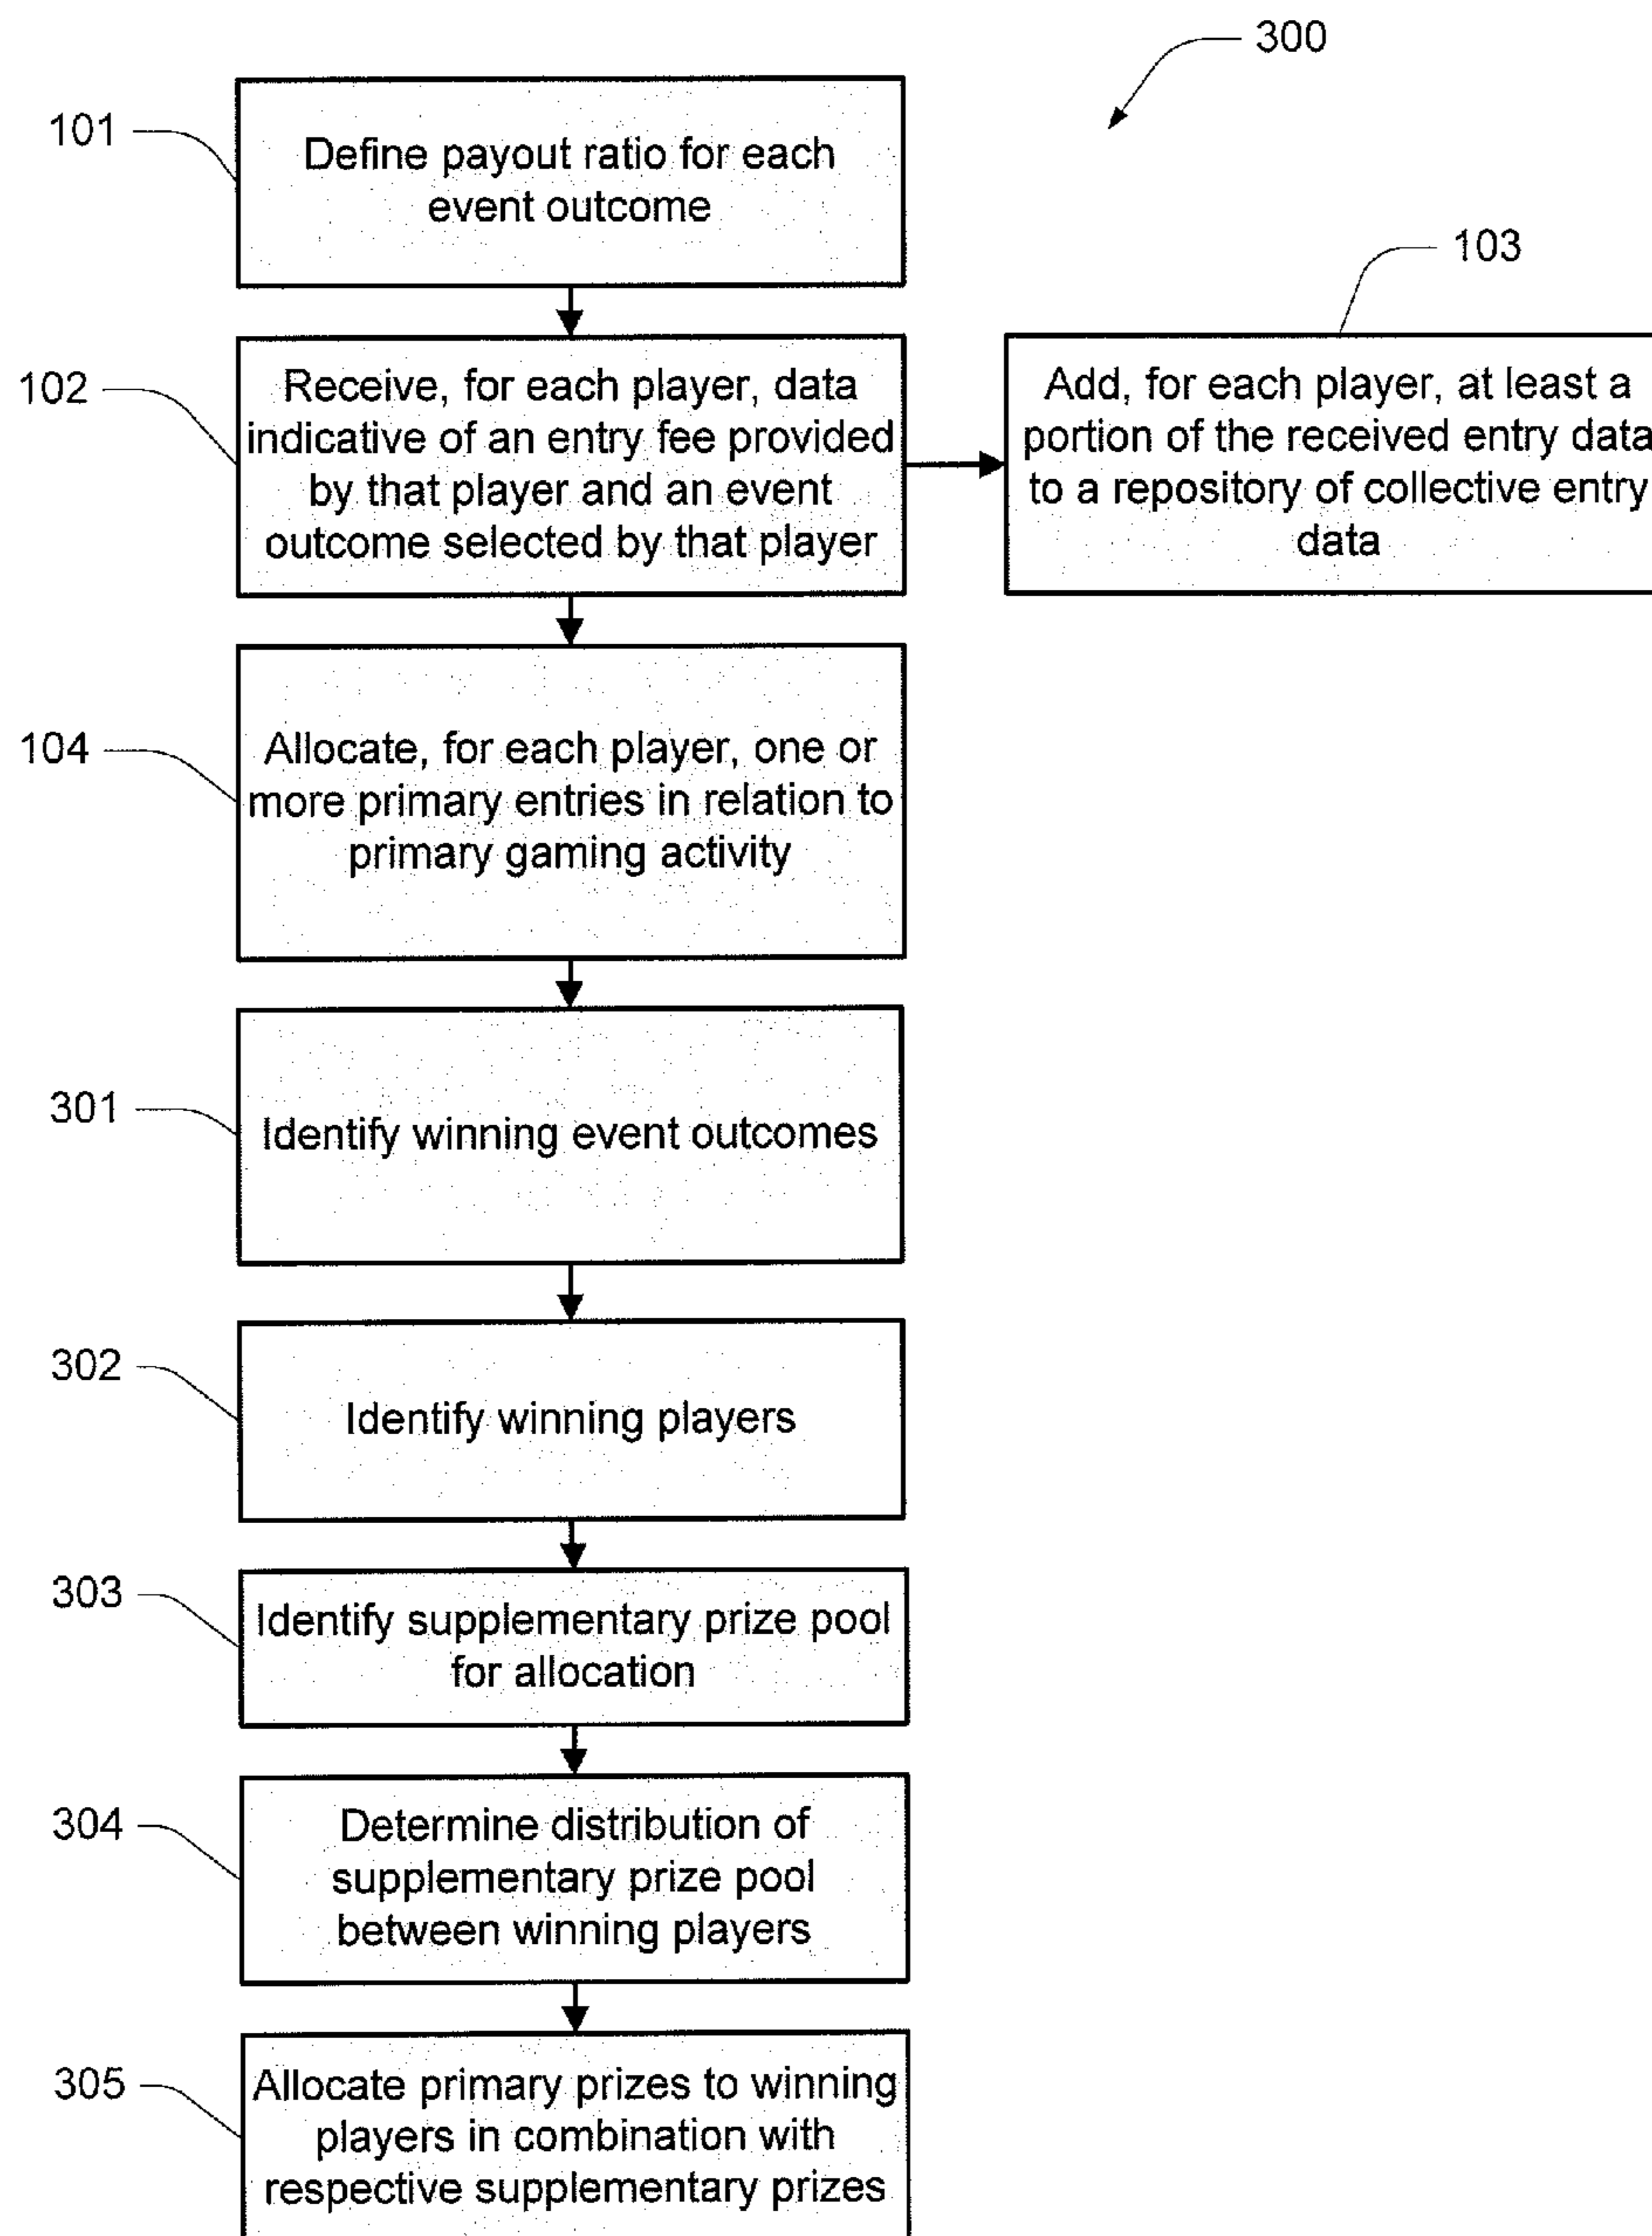 300
101
Define payout ratio for each
event outcome
103
102
Receive, for each player, data
indicative of an entry fee provided
by that player and an event
outcome selected by that player
Add, for each player, at least a
portion of the received entry data
to a repository of collective entry
data
104
Allocate, for each player, one or
more primary entries in relation to
primary gaming activity
301
Identify winning event outcomes
302
Identify winning players
303
Identify supplementary prize pool
for allocation
304
Determine distribution of
supplementary prize pool
between winning players
305
Allocate primary prizes to winning
players in combination with
respective supplementary prizes